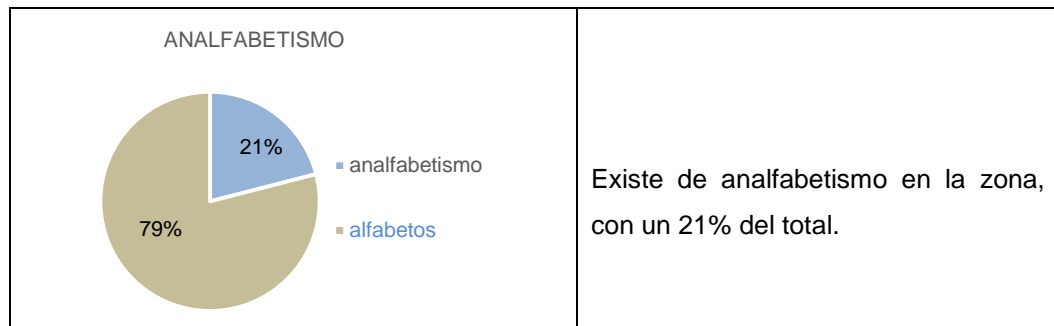 ANALFABETISMO
21%
79%
analfabetismo
alfabetos
Existe de analfabetismo en la zona,
con un 21% del total.